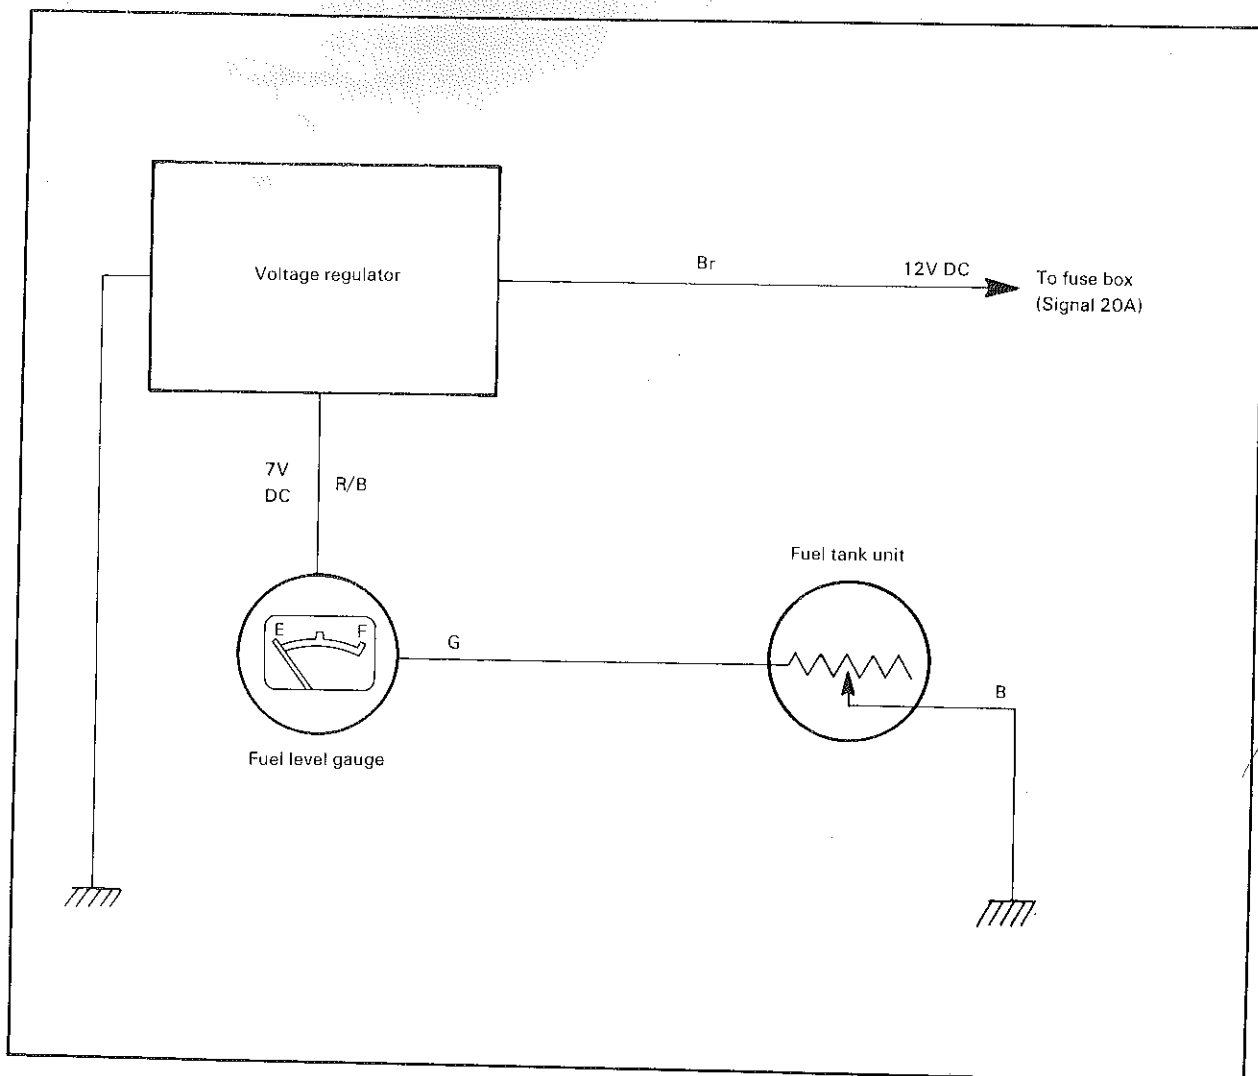 Voltage regulator
Br
12V DC
To fuse box
(Signal 20A)
7V
DC
R/B
Fuel tank unit
E
F
G
B
Fuel level gauge